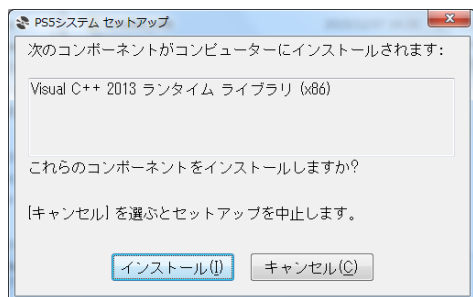 PS5システム セットアップ
次のコンポーネントがコンピューターにインストールされます:
Visual C++ 2013 ランタイム ライブラリ (x86)
これらのコンポーネントをインストールしますか?
[キャンセル] を選ぶとセットアップを中止します。
インストール(I) キャンセル(C)